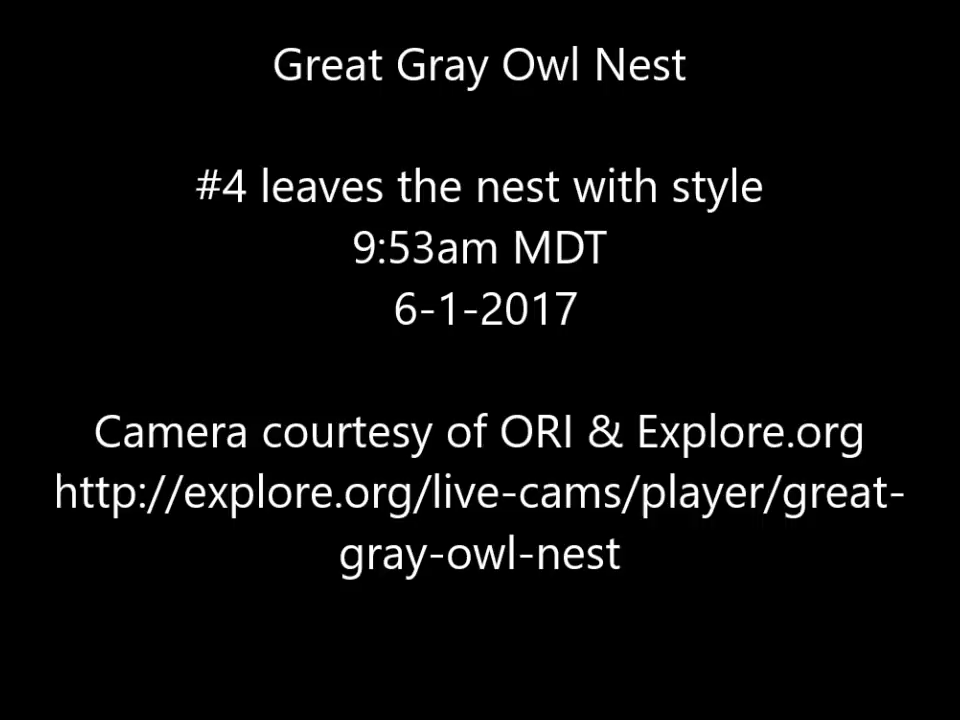 Great Gray Owl Nest
#4 leaves the nest with style
9:53am MDT
6-1-2017
Camera courtesy of ORI & Explore.org
http://explore.org/live-cams/player/great-
gray-owl-nest